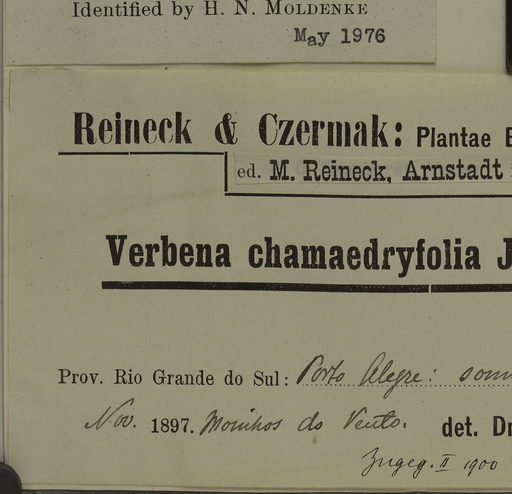 Identified by H. N. MOLDENKE
May 1976
Reineck & Czermak: Plantae
ed. M. Reineck, Arnstadt
Verbena chamaedryfolia J
Prov. Rio Grande do Sul: Porto Alegre:
Nov. 1897. Moinhos do Vento. det.
Zugeg. II 1900